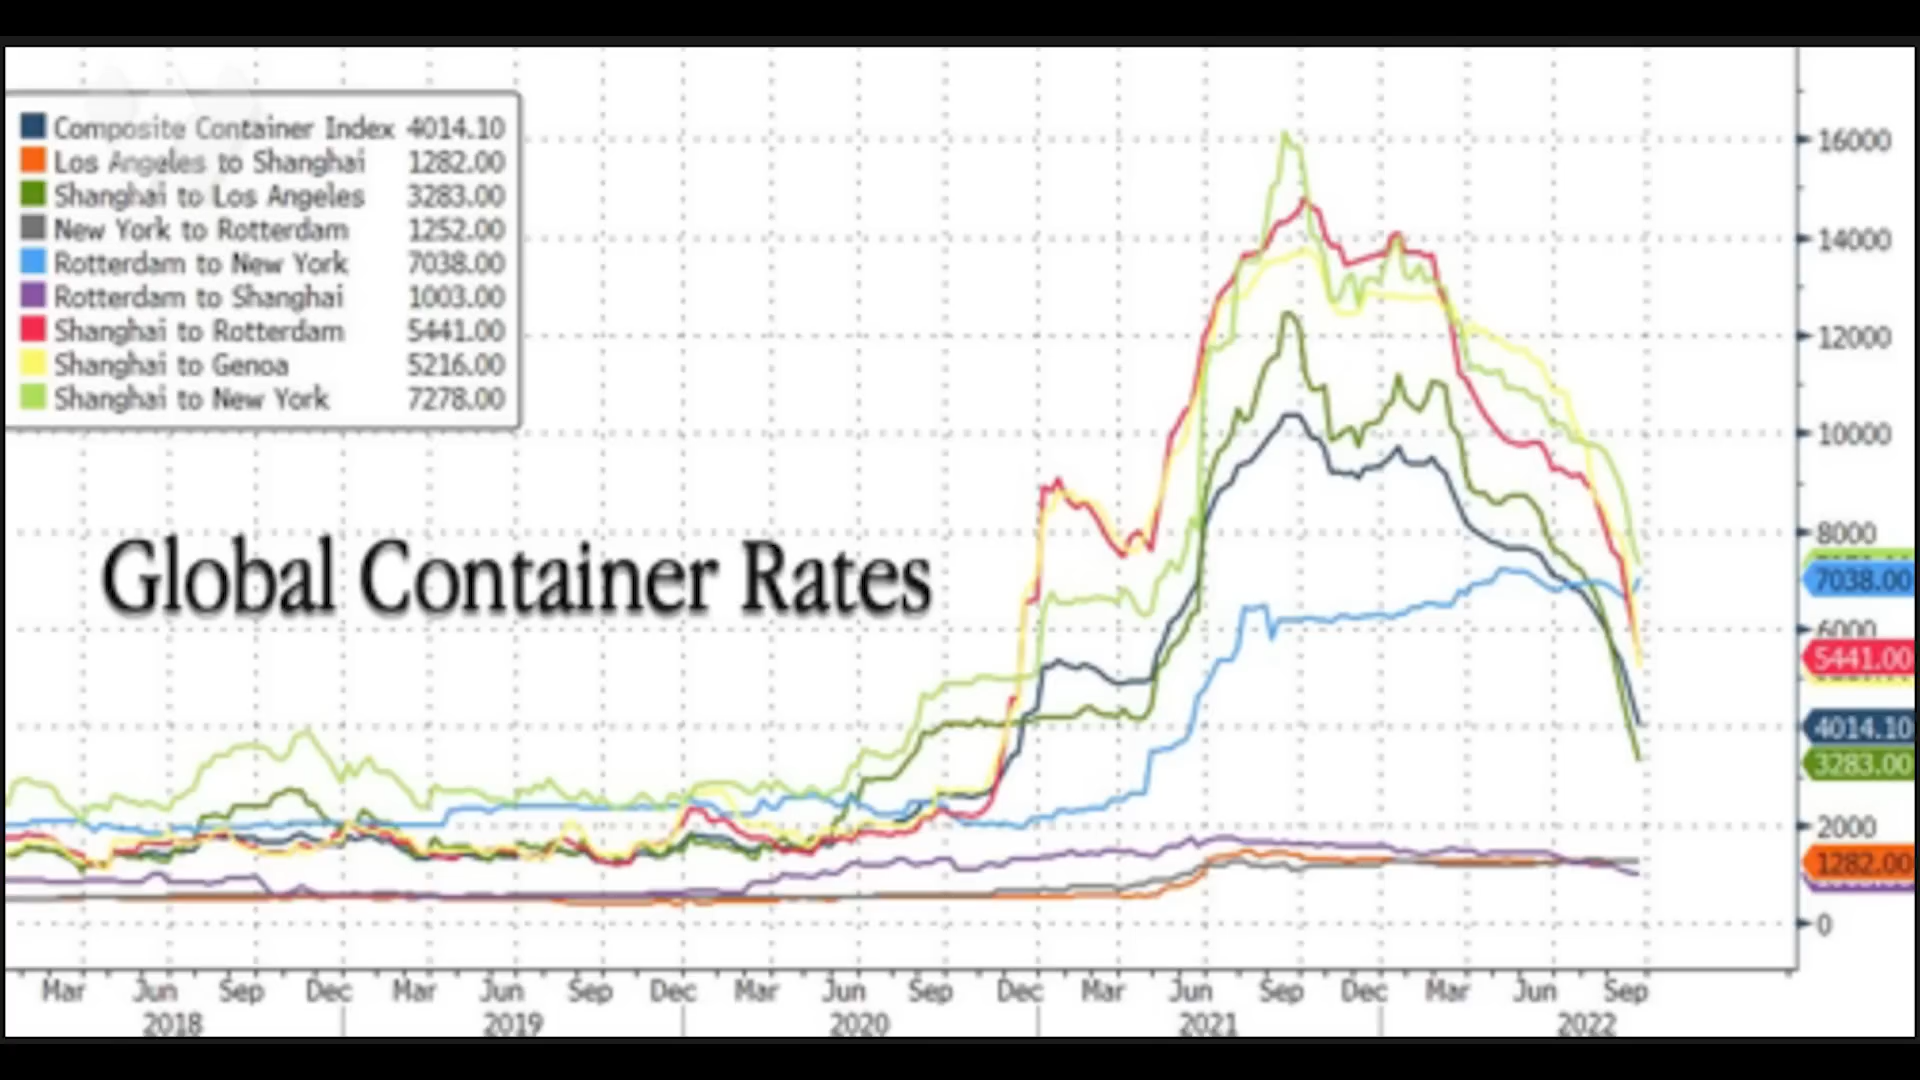 Composite Container Index 4014.10
Los Angeles to Shanghai 1282.00
Shanghai to Los Angeles 3283.00
New York to Rotterdam 1252.00
Rotterdam to New York 7038.00
Rotterdam to Shanghai 1003.00
Shanghai to Rotterdam 5441.00
Shanghai to Genoa 5216.00
Shanghai to New York 7278.00
Global Container Rates
16000
14000
12000
10000
8000
7038.00
6000
5441.00
4014.10
3283.00
2000
1282.00
0
Mar Jun Sep Dec Mar Jun Sep Dec Mar Jun Sep Dec Mar Jun Sep Dec Mar Jun Sep
2018 2019 2020 2021 2022